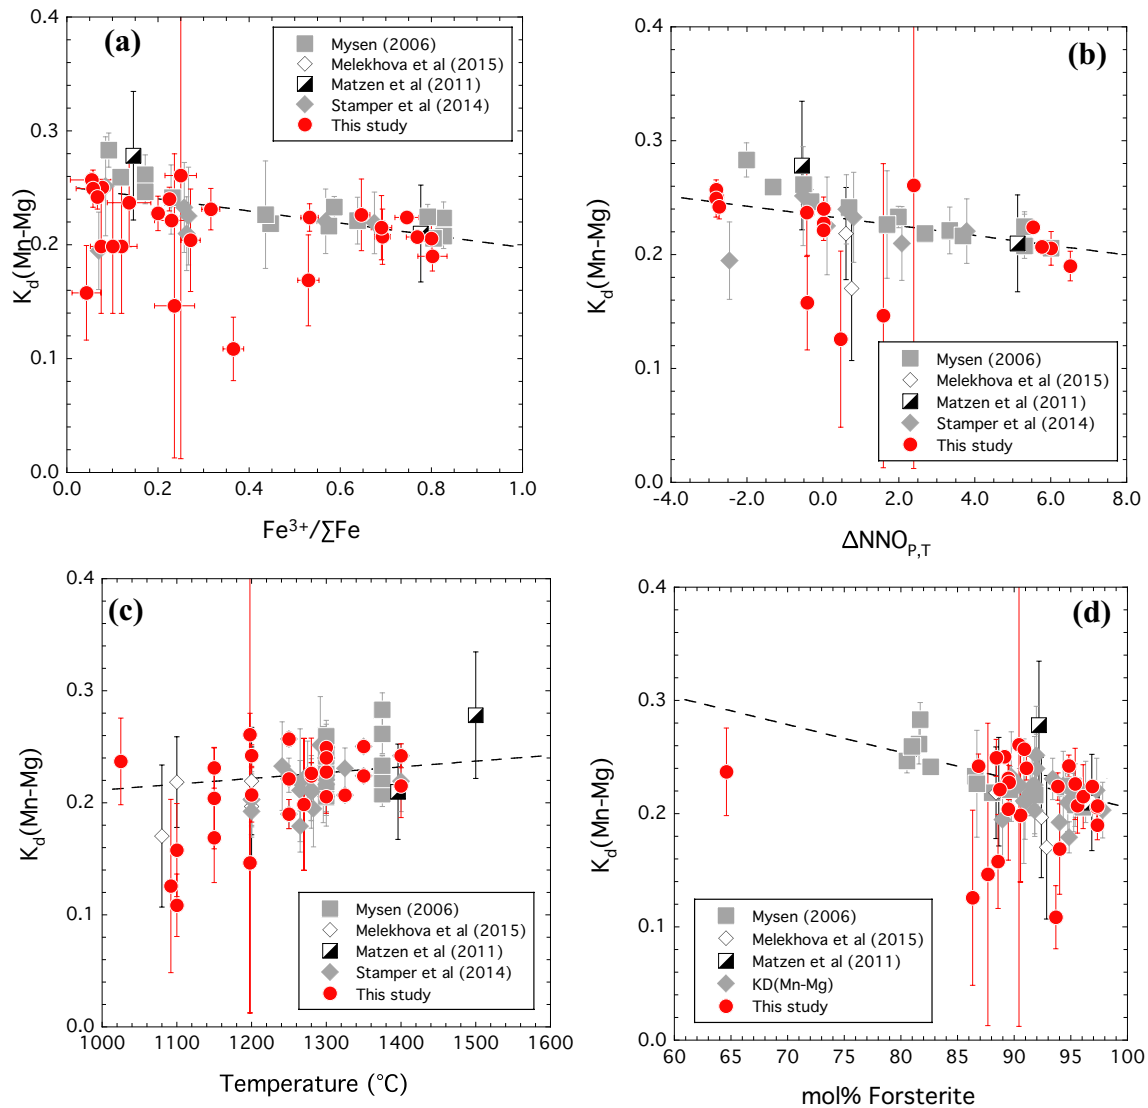 (a)
0.4
0.3
0.2
0.1
0.0
K_d(Mn-Mg)
Mysen (2006)
Melekhova et al (2015)
Matzen et al (2011)
Stamper et al (2014)
This study
0.0 0.2 0.4 0.6 0.8 1.0
Fe³⁺/∑Fe
(b)
0.4
0.3
0.2
0.1
0.0
K_d(Mn-Mg)
Mysen (2006)
Melekhova et al (2015)
Matzen et al (2011)
Stamper et al (2014)
This study
-4.0 -2.0 0.0 2.0 4.0 6.0 8.0
ΔNNO_P,T
(c)
0.4
0.3
0.2
0.1
0.0
K_d(Mn-Mg)
Mysen (2006)
Melekhova et al (2015)
Matzen et al (2011)
Stamper et al (2014)
This study
1000 1100 1200 1300 1400 1500 1600
Temperature (°C)
(d)
0.4
0.3
0.2
0.1
0.0
K_d(Mn-Mg)
Mysen (2006)
Melekhova et al (2015)
Matzen et al (2011)
KD(Mn-Mg)
This study
60 65 70 75 80 85 90 95 100
mol% Forsterite